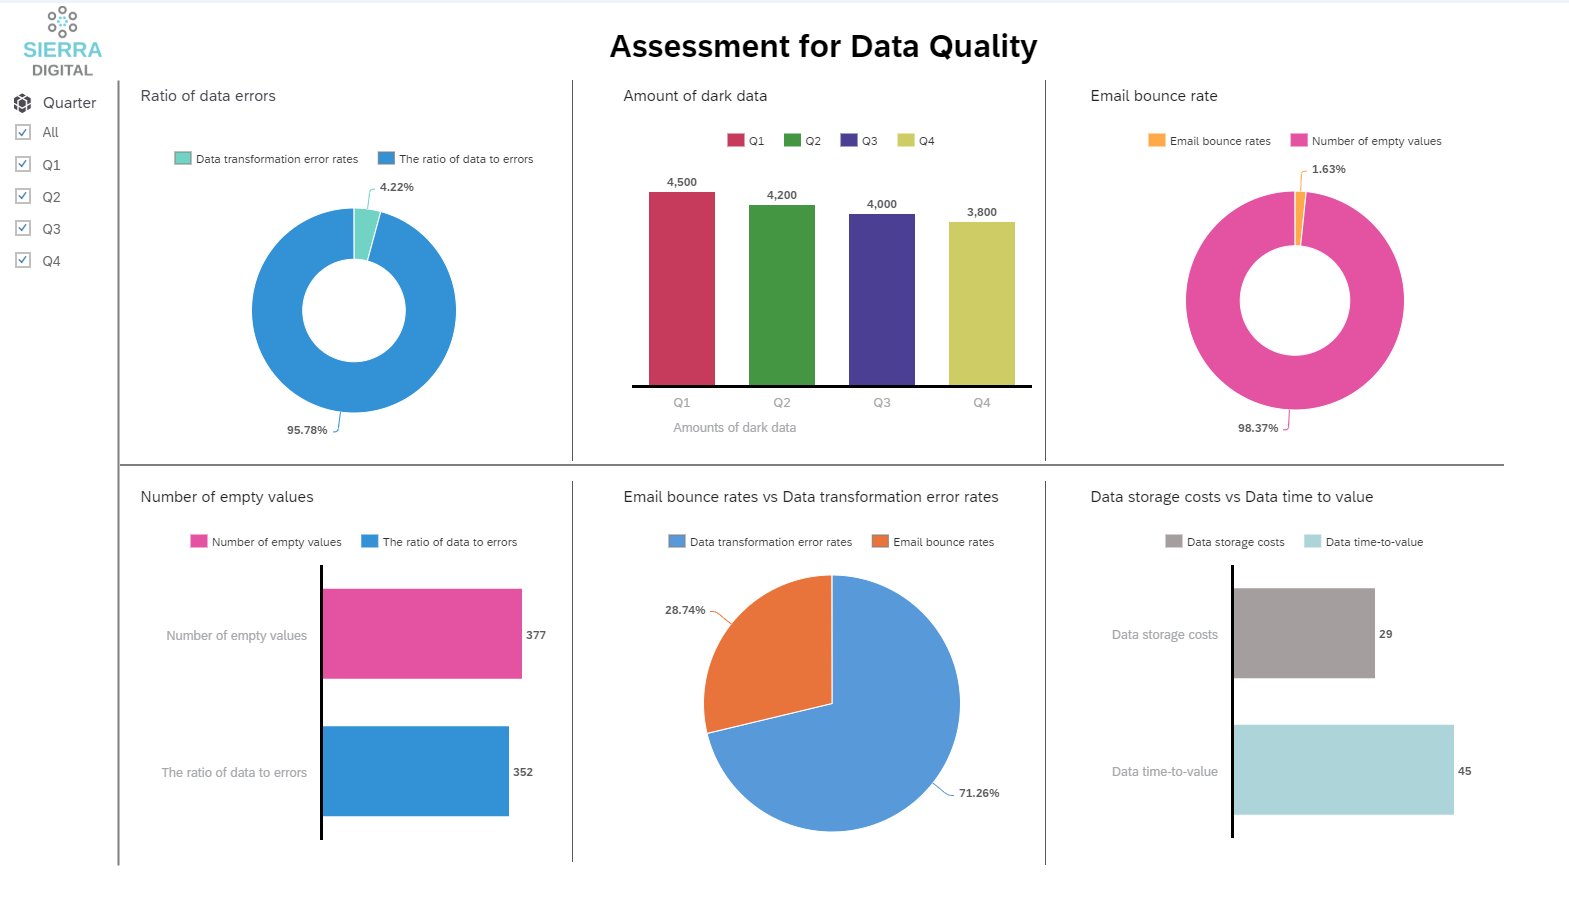 SIERRA
DIGITAL
Assessment for Data Quality
Quarter
All
Q1
Q2
Q3
Q4
Ratio of data errors
Data transformation error rates
The ratio of data to errors
4.22%
95.78%
Amount of dark data
Q1
Q2
Q3
Q4
4,500
4,200
4,000
3,800
Q1
Q2
Q3
Q4
Amounts of dark data
Email bounce rate
Email bounce rates
Number of empty values
1.63%
98.37%
Number of empty values
Number of empty values
The ratio of data to errors
Number of empty values
377
The ratio of data to errors
352
Email bounce rates vs Data transformation error rates
Data transformation error rates
Email bounce rates
28.74%
71.26%
Data storage costs vs Data time to value
Data storage costs
Data time-to-value
Data storage costs
29
Data time-to-value
45